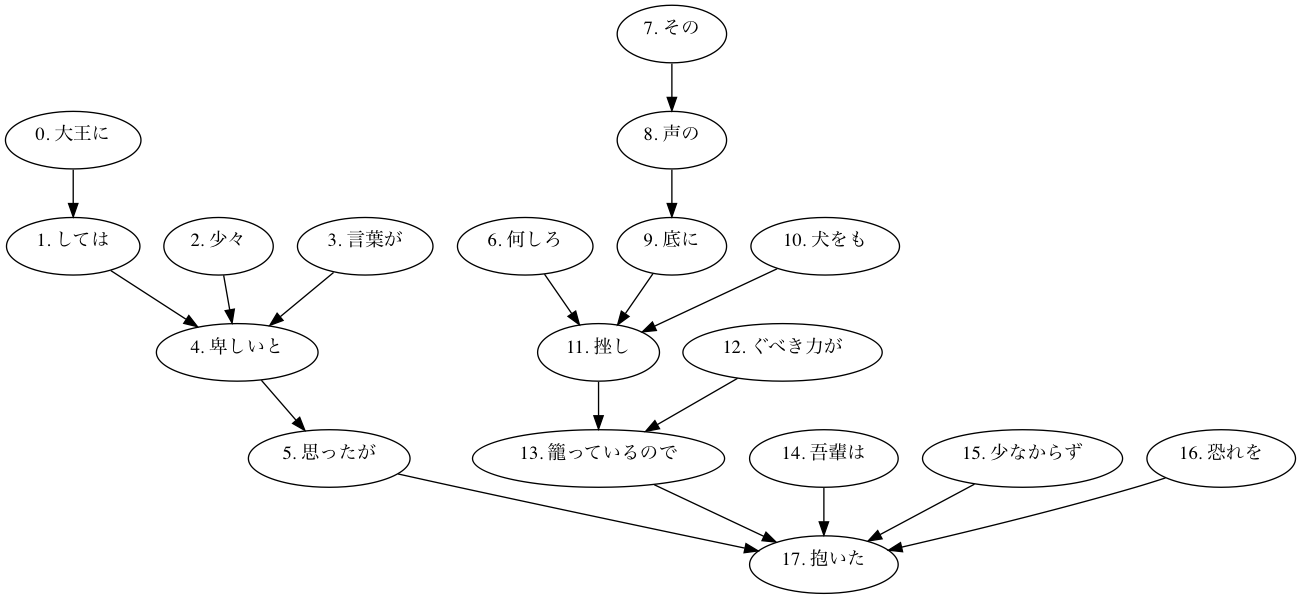 7. その
0. 大王に
8. 声の
1. しては
2. 少々
3. 言葉が
6. 何しろ
9. 底に
10. 犬をも
4. 卑しいと
11. 挫し
12. ぐべき力が
5. 思ったが
13. 籠っているので
14. 吾輩は
15. 少なからず
16. 恐れを
17. 抱いた